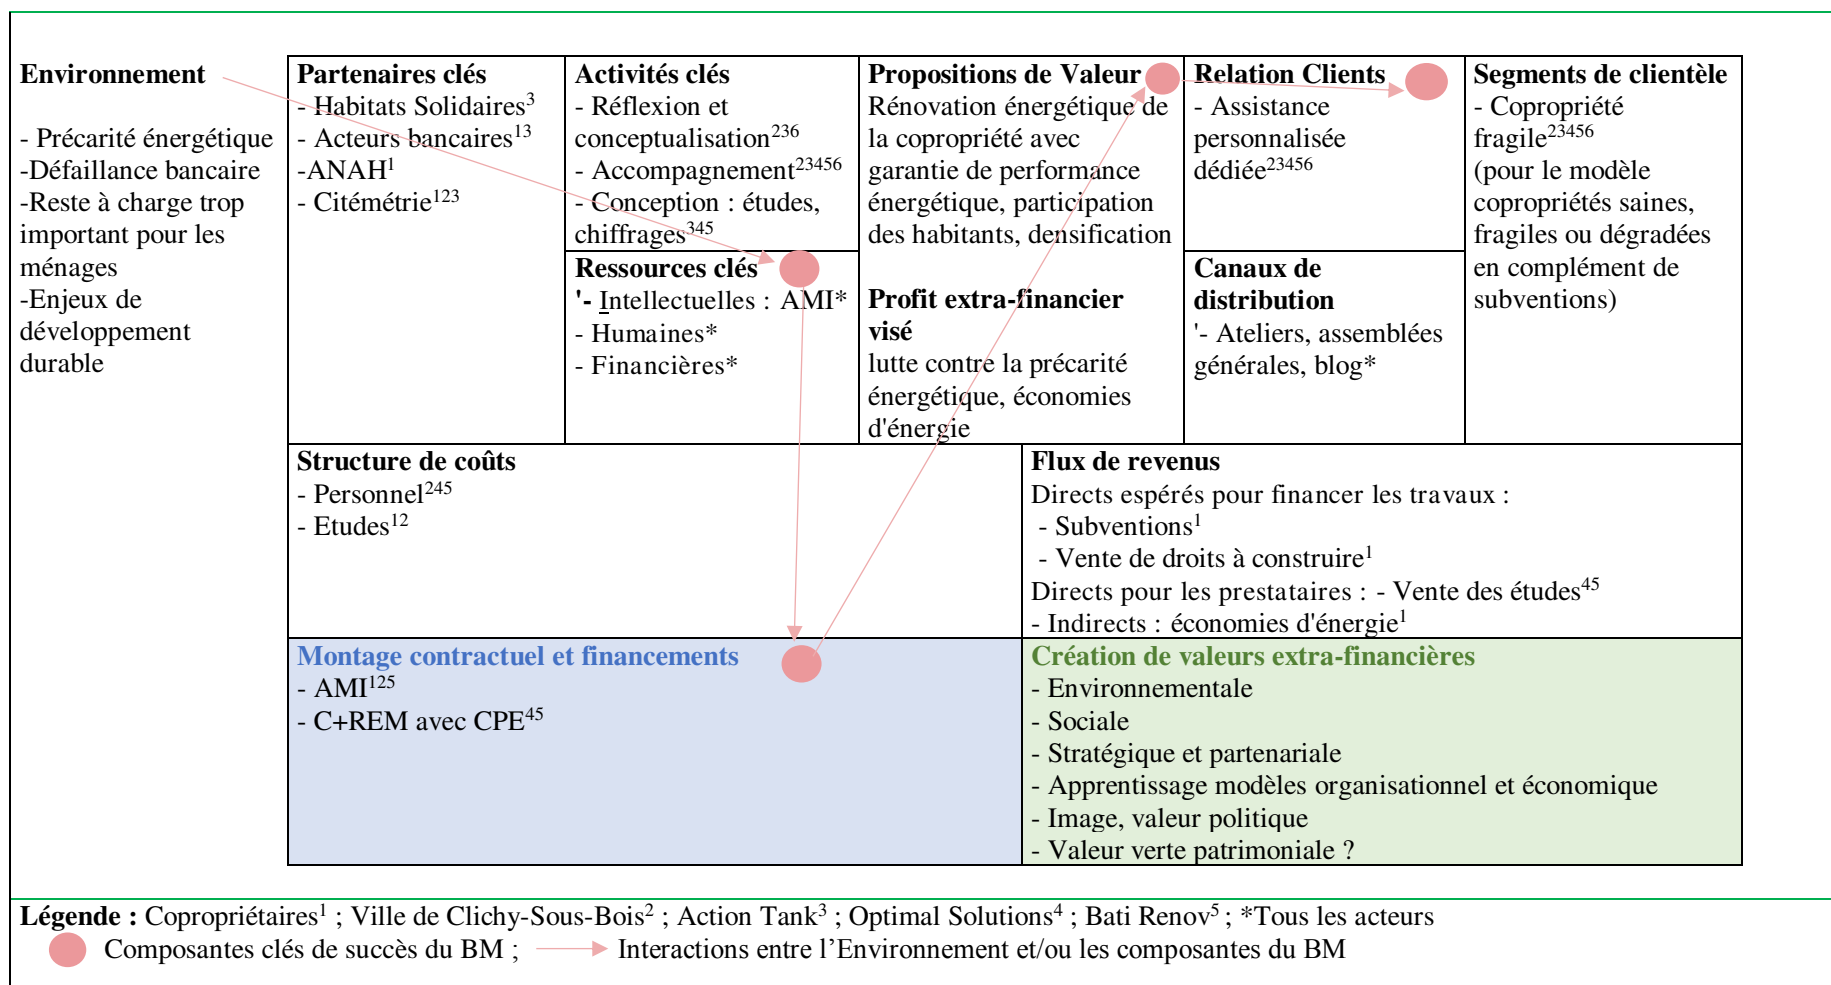 Environnement
- Précarité énergétique
-Défaillance bancaire
-Reste à charge trop
important pour les
ménages
-Enjeux de
développement
durable
Partenaires clés
- Habitats Solidaires³
- Acteurs bancaires¹³
-ANAH¹
- Citémétrie¹²³
Activités clés
- Réflexion et
conceptualisation²³⁶
- Accompagnement²³⁴⁵⁶
- Conception : études,
chiffrages³⁴⁵
Ressources clés
'- Intellectuelles : AMI*
- Humaines*
- Financières*
Propositions de Valeur
Rénovation énergétique de
la copropriété avec
garantie de performance
énergétique, participation
des habitants, densification
Profit extra-financier
visé
lutte contre la précarité
énergétique, économies
d'énergie
Relation Clients
- Assistance
personnalisée
dédiée²³⁴⁵⁶
Canaux de
distribution
'- Ateliers, assemblées
générales, blog*
Segments de clientèle
- Copropriété
fragile²³⁴⁵⁶
(pour le modèle
copropriétés saines,
fragiles ou dégradées
en complément de
subventions)
Structure de coûts
- Personnel²⁴⁵
- Etudes¹²
Flux de revenus
Directs espérés pour financer les travaux :
- Subventions¹
- Vente de droits à construire¹
Directs pour les prestataires : - Vente des études⁴⁵
- Indirects : économies d'énergie¹
Montage contractuel et financements
- AMI¹²⁵
- C+REM avec CPE⁴⁵
Création de valeurs extra-financières
- Environnementale
- Sociale
- Stratégique et partenariale
- Apprentissage modèles organisationnel et économique
- Image, valeur politique
- Valeur verte patrimoniale ?
Légende : Copropriétaires¹ ; Ville de Clichy-Sous-Bois² ; Action Tank³ ; Optimal Solutions⁴ ; Bati Renov⁵ ; *Tous les acteurs
Composantes clés de succès du BM ; Interactions entre l'Environnement et/ou les composantes du BM